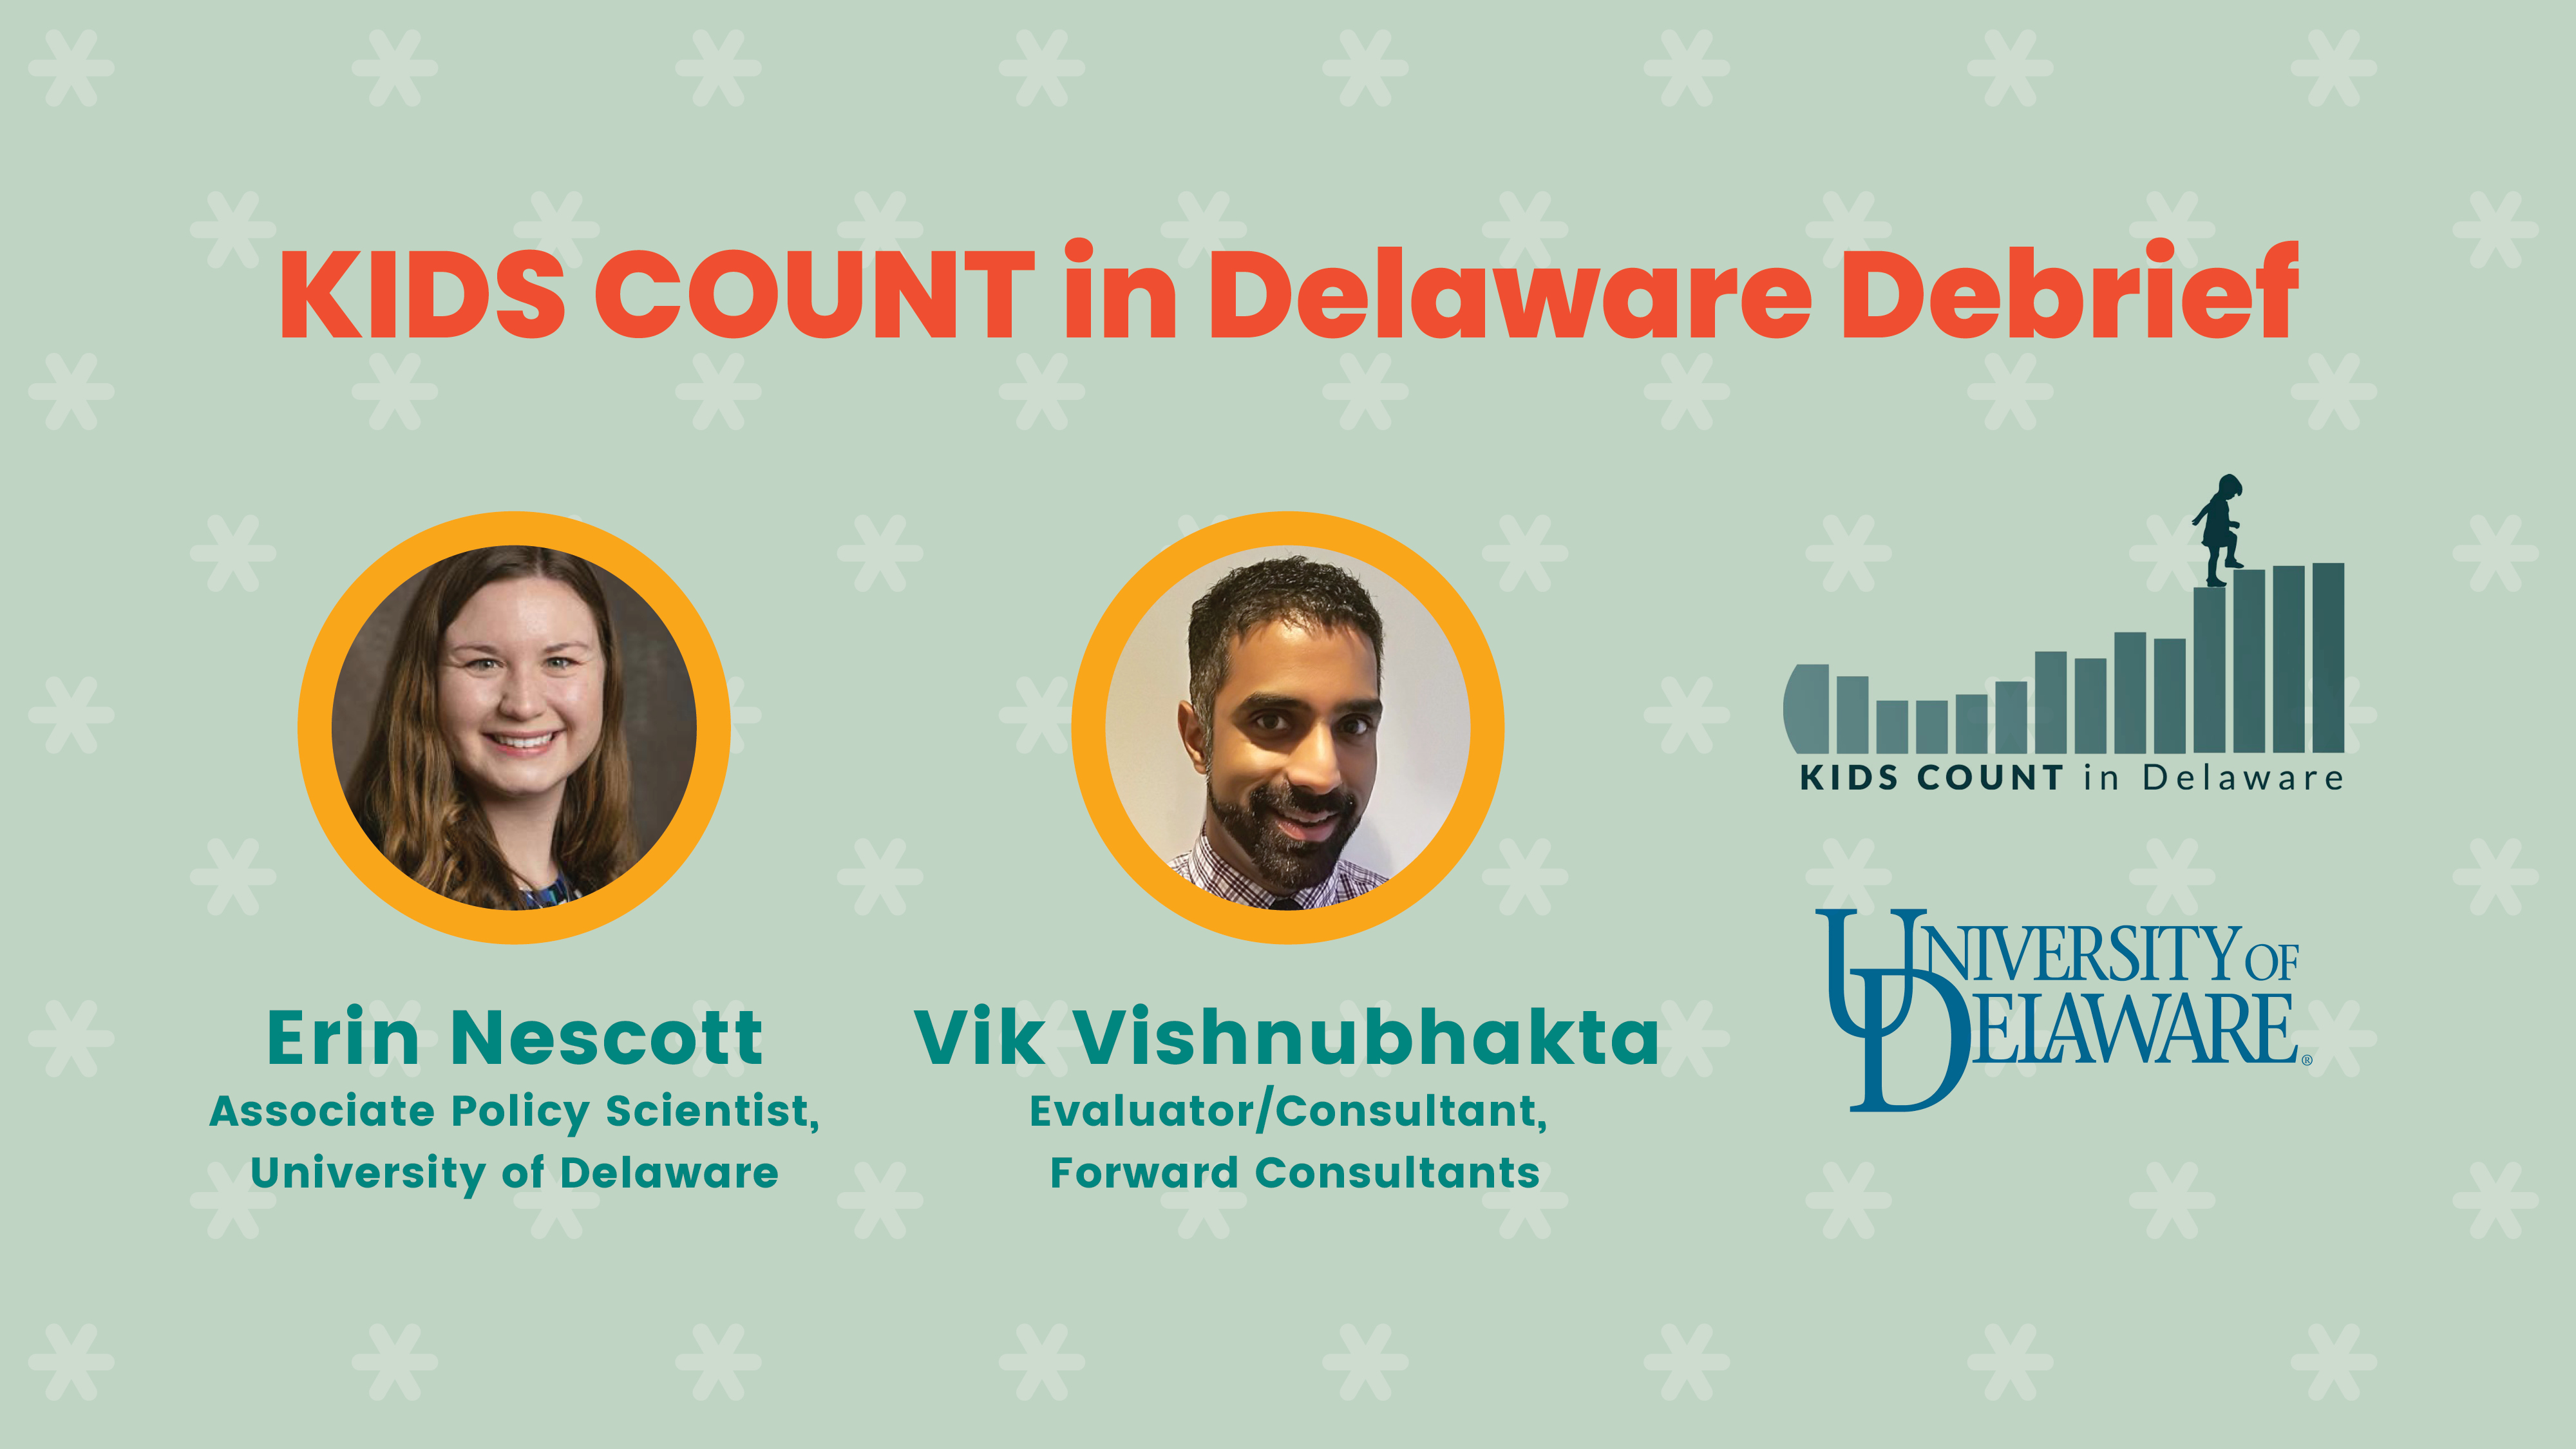 KIDS COUNT in Delaware Debrief
Erin Nescott
Associate Policy Scientist,
University of Delaware
Vik Vishnubhakta
Evaluator/Consultant,
Forward Consultants
KIDS COUNT in Delaware
UNIVERSITY OF
DELAWARE®